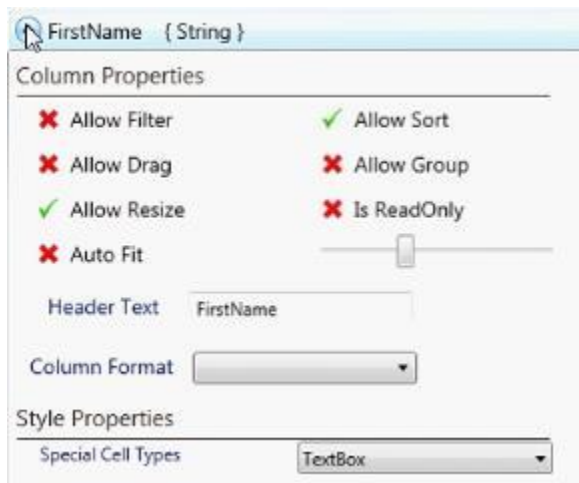 FirstName { String }
Column Properties
Allow Filter Allow Sort
Allow Drag Allow Group
Allow Resize Is ReadOnly
Auto Fit
Header Text FirstName
Column Format
Style Properties
Special Cell Types TextBox